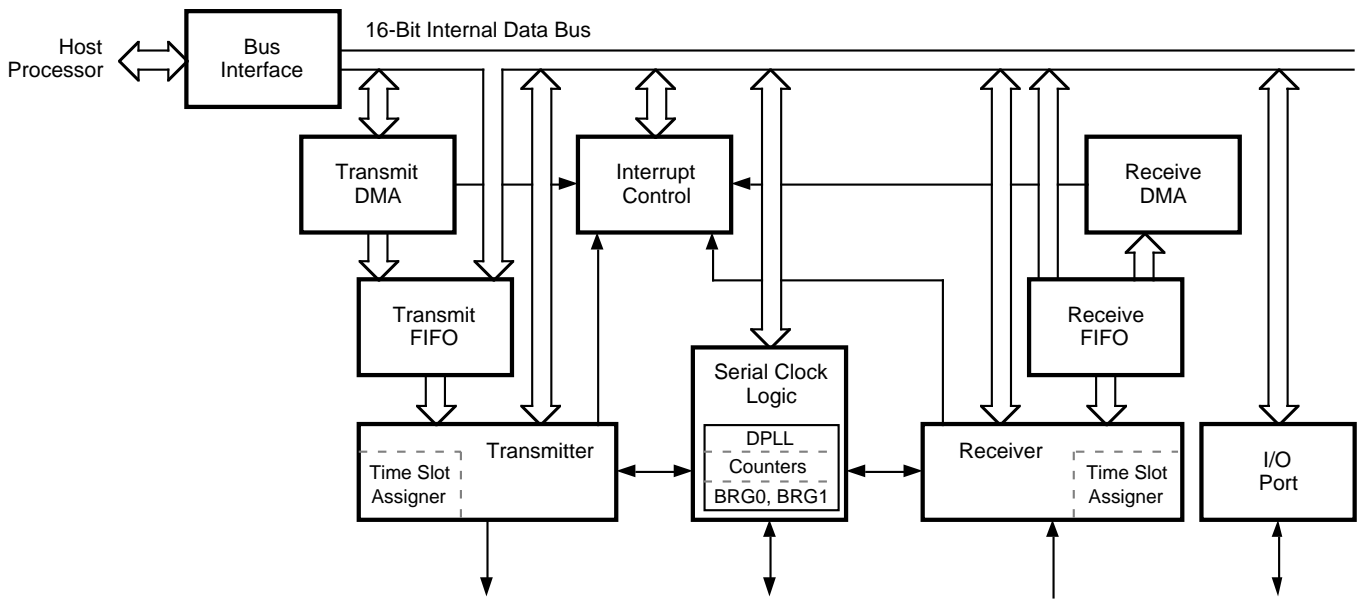 16-Bit Internal Data Bus
Host
Processor
Bus
Interface
Transmit
DMA
Interrupt
Control
Receive
DMA
Transmit
FIFO
Receive
FIFO
Serial Clock
Logic
DPLL
Counters
BRG0, BRG1
Transmitter
Time Slot
Assigner
Receiver
Time Slot
Assigner
I/O
Port